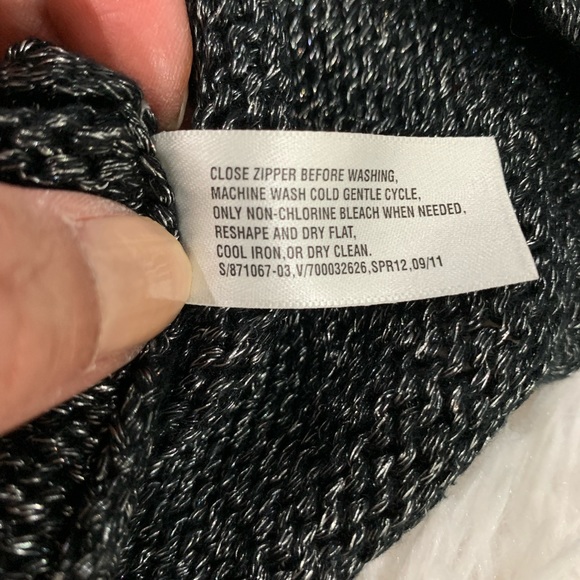 CLOSE ZIPPER BEFORE WASHING,
MACHINE WASH COLD GENTLE CYCLE,
ONLY NON-CHLORINE BLEACH WHEN NEEDED,
RESHAPE AND DRY FLAT,
COOL IRON, OR DRY CLEAN.
S/871067-03,V/700032626,SPR12,09/11